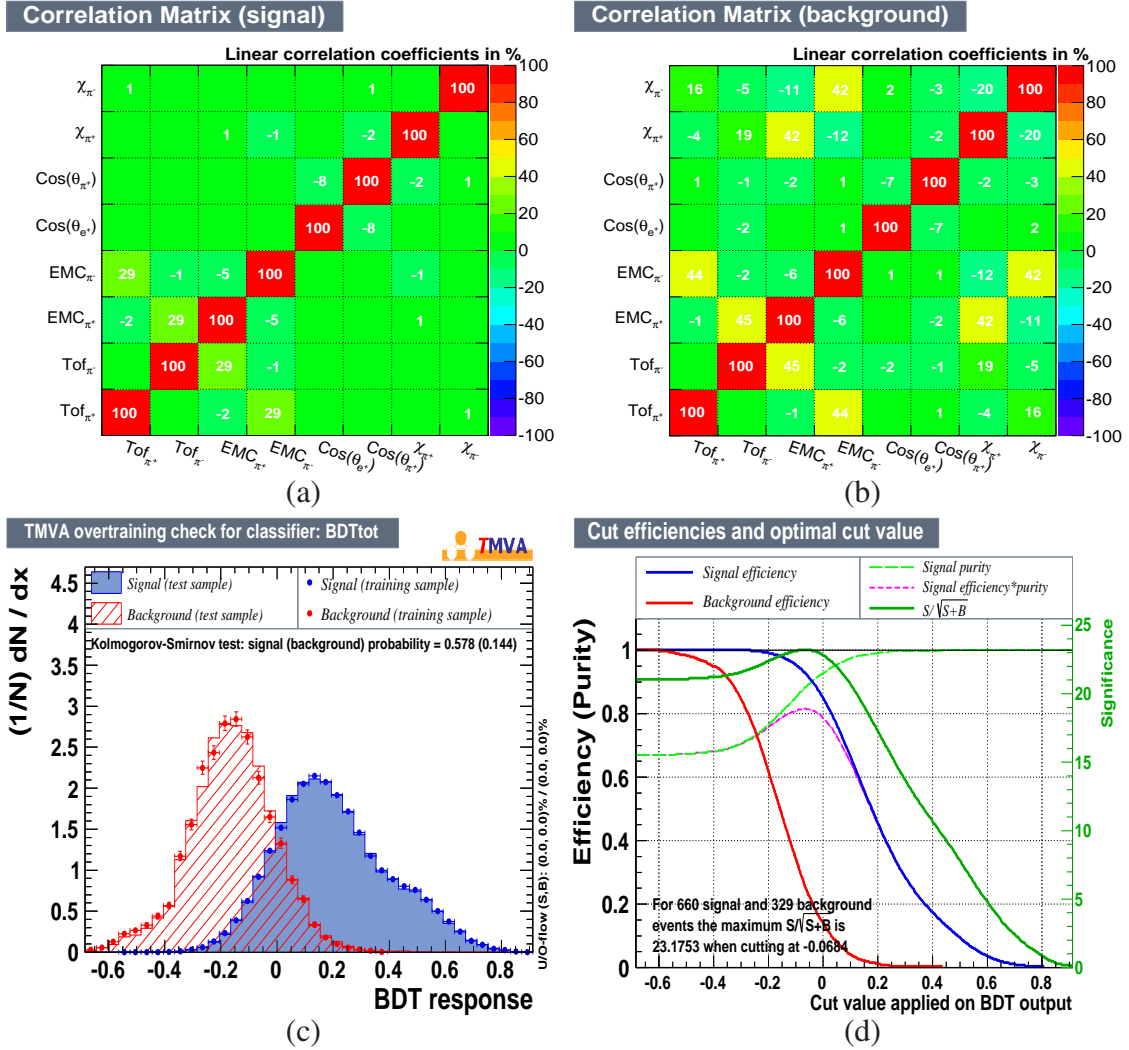 Correlation Matrix (signal)
Linear correlation coefficients in %
χπ- 1 1 100
χπ+ 1 -1 -2 100
Cos(θπ+) -8 100 -2 1
Cos(θe+) 100 -8
EMCπ- 29 -1 -5 100 -1
EMCπ+ -2 29 100 -5 1
Tofπ- 100 29 -1
Tofπ+ 100 -2 29 1
Tofπ+ Tofπ- EMCπ+ EMCπ- Cos(θe+) Cos(θπ+) χπ+ χπ-
100
80
60
40
20
0
-20
-40
-60
-80
-100
(a)
Correlation Matrix (background)
Linear correlation coefficients in %
χπ- 16 -5 -11 42 2 -3 -20 100
χπ+ -4 19 42 -12 -2 100 -20
Cos(θπ+) 1 -1 -2 1 -7 100 -2 -3
Cos(θe+) -2 1 100 -7 2
EMCπ- 44 -2 -6 100 1 1 -12 42
EMCπ+ -1 45 100 -6 -2 42 -11
Tofπ- 100 45 -2 -2 -1 19 -5
Tofπ+ 100 -1 44 1 -4 16
Tofπ+ Tofπ- EMCπ+ EMCπ- Cos(θe+) Cos(θπ+) χπ+ χπ-
100
80
60
40
20
0
-20
-40
-60
-80
-100
(b)
TMVA overtraining check for classifier: BDTtot
TMVA
Signal (test sample)
Background (test sample)
Signal (training sample)
Background (training sample)
Kolmogorov-Smirnov test: signal (background) probability = 0.578 (0.144)
(1/N) dN / dx
4.5
4
3.5
3
2.5
2
1.5
1
0.5
0
-0.6 -0.4 -0.2 0 0.2 0.4 0.6 0.8
BDT response
U/O-flow (S,B): (0.0, 0.0)% / (0.0, 0.0)%
(c)
Cut efficiencies and optimal cut value
Signal efficiency
Background efficiency
Signal purity
Signal efficiency*purity
S/√S+B
Efficiency (Purity)
1
0.8
0.6
0.4
0.2
0
For 660 signal and 329 background
events the maximum S/√S+B is
23.1753 when cutting at -0.0684
-0.6 -0.4 -0.2 0 0.2 0.4 0.6 0.8
Cut value applied on BDT output
25
20
15
10
5
0
Significance
(d)